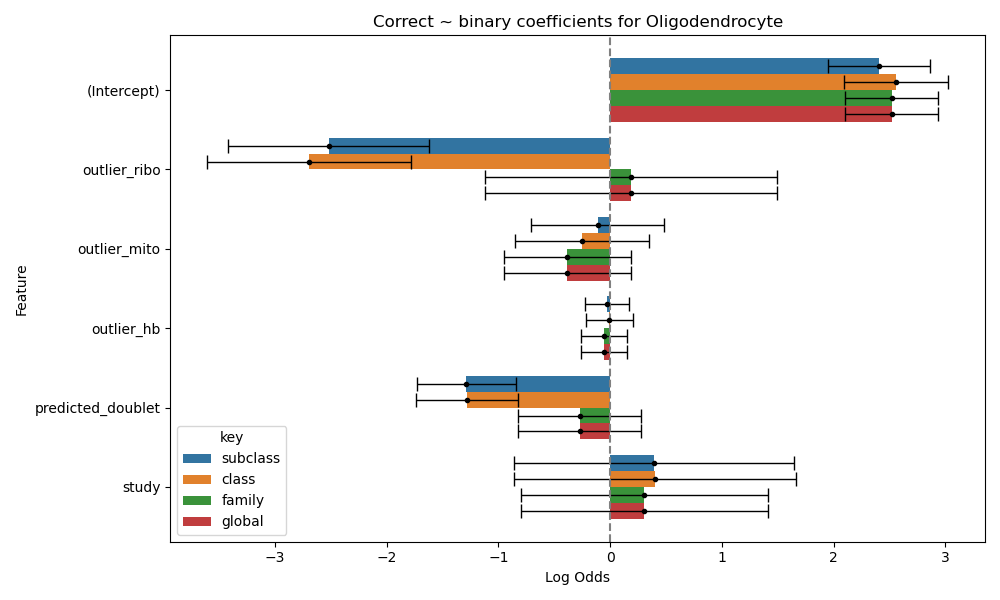 Correct ~ binary coefficients for Oligodendrocyte
(Intercept)
outlier_ribo
outlier_mito
outlier_hb
predicted_doublet
study
Feature
key
subclass
class
family
global
−3
−2
−1
0
1
2
3
Log Odds